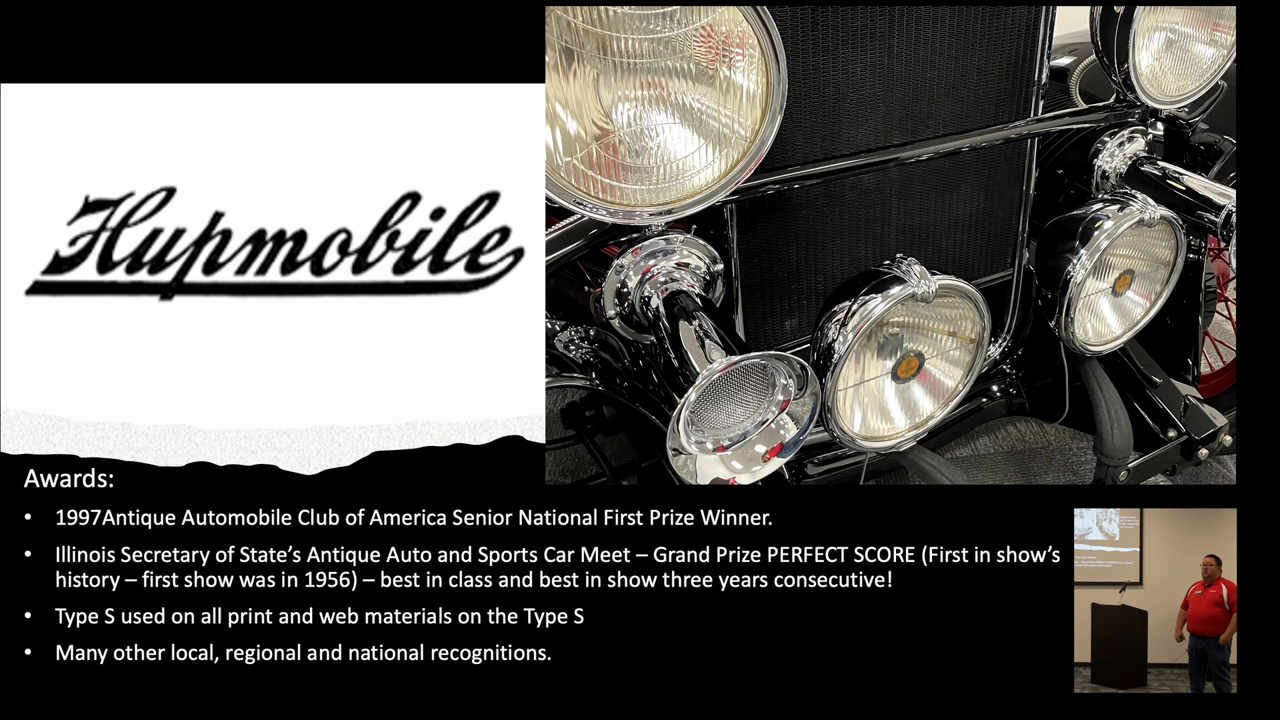 Hupmobile
Awards:
• 1997Antique Automobile Club of America Senior National First Prize Winner.
• Illinois Secretary of State's Antique Auto and Sports Car Meet – Grand Prize PERFECT SCORE (First in show's
history – first show was in 1956) – best in class and best in show three years consecutive!
• Type S used on all print and web materials on the Type S
• Many other local, regional and national recognitions.